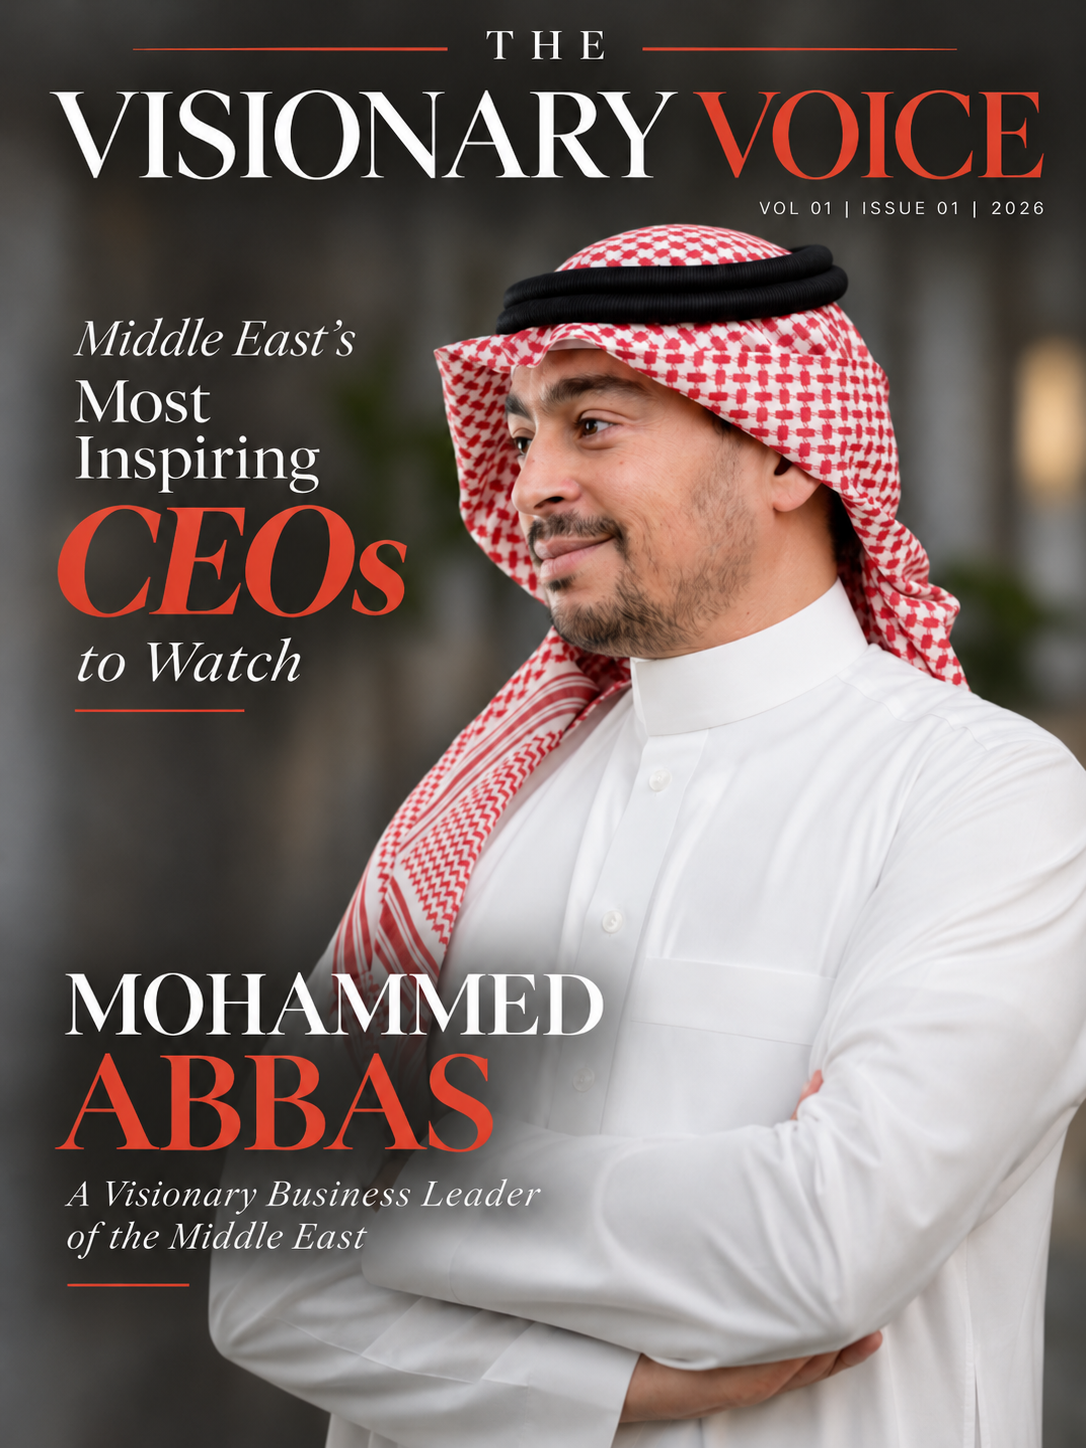 THE
VISIONARY VOICE
VOL 01 | ISSUE 01 | 2026
Middle East’s
Most
Inspiring
CEOs
to Watch
MOHAMMED
ABBAS
A Visionary Business Leader
of the Middle East